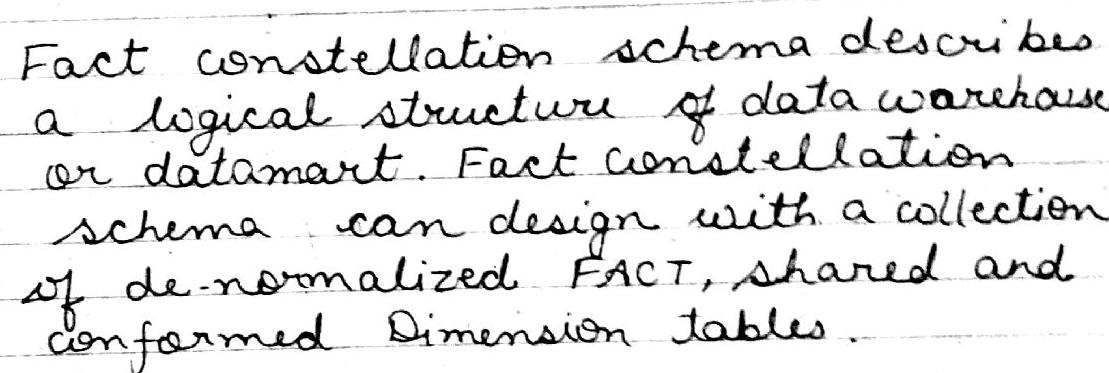 Fact constellation schema describes
a logical structure of data warehouse
or datamart. Fact constellation
schema can design with a collection
of de-normalized FACT, shared and
conformed Dimension tables.